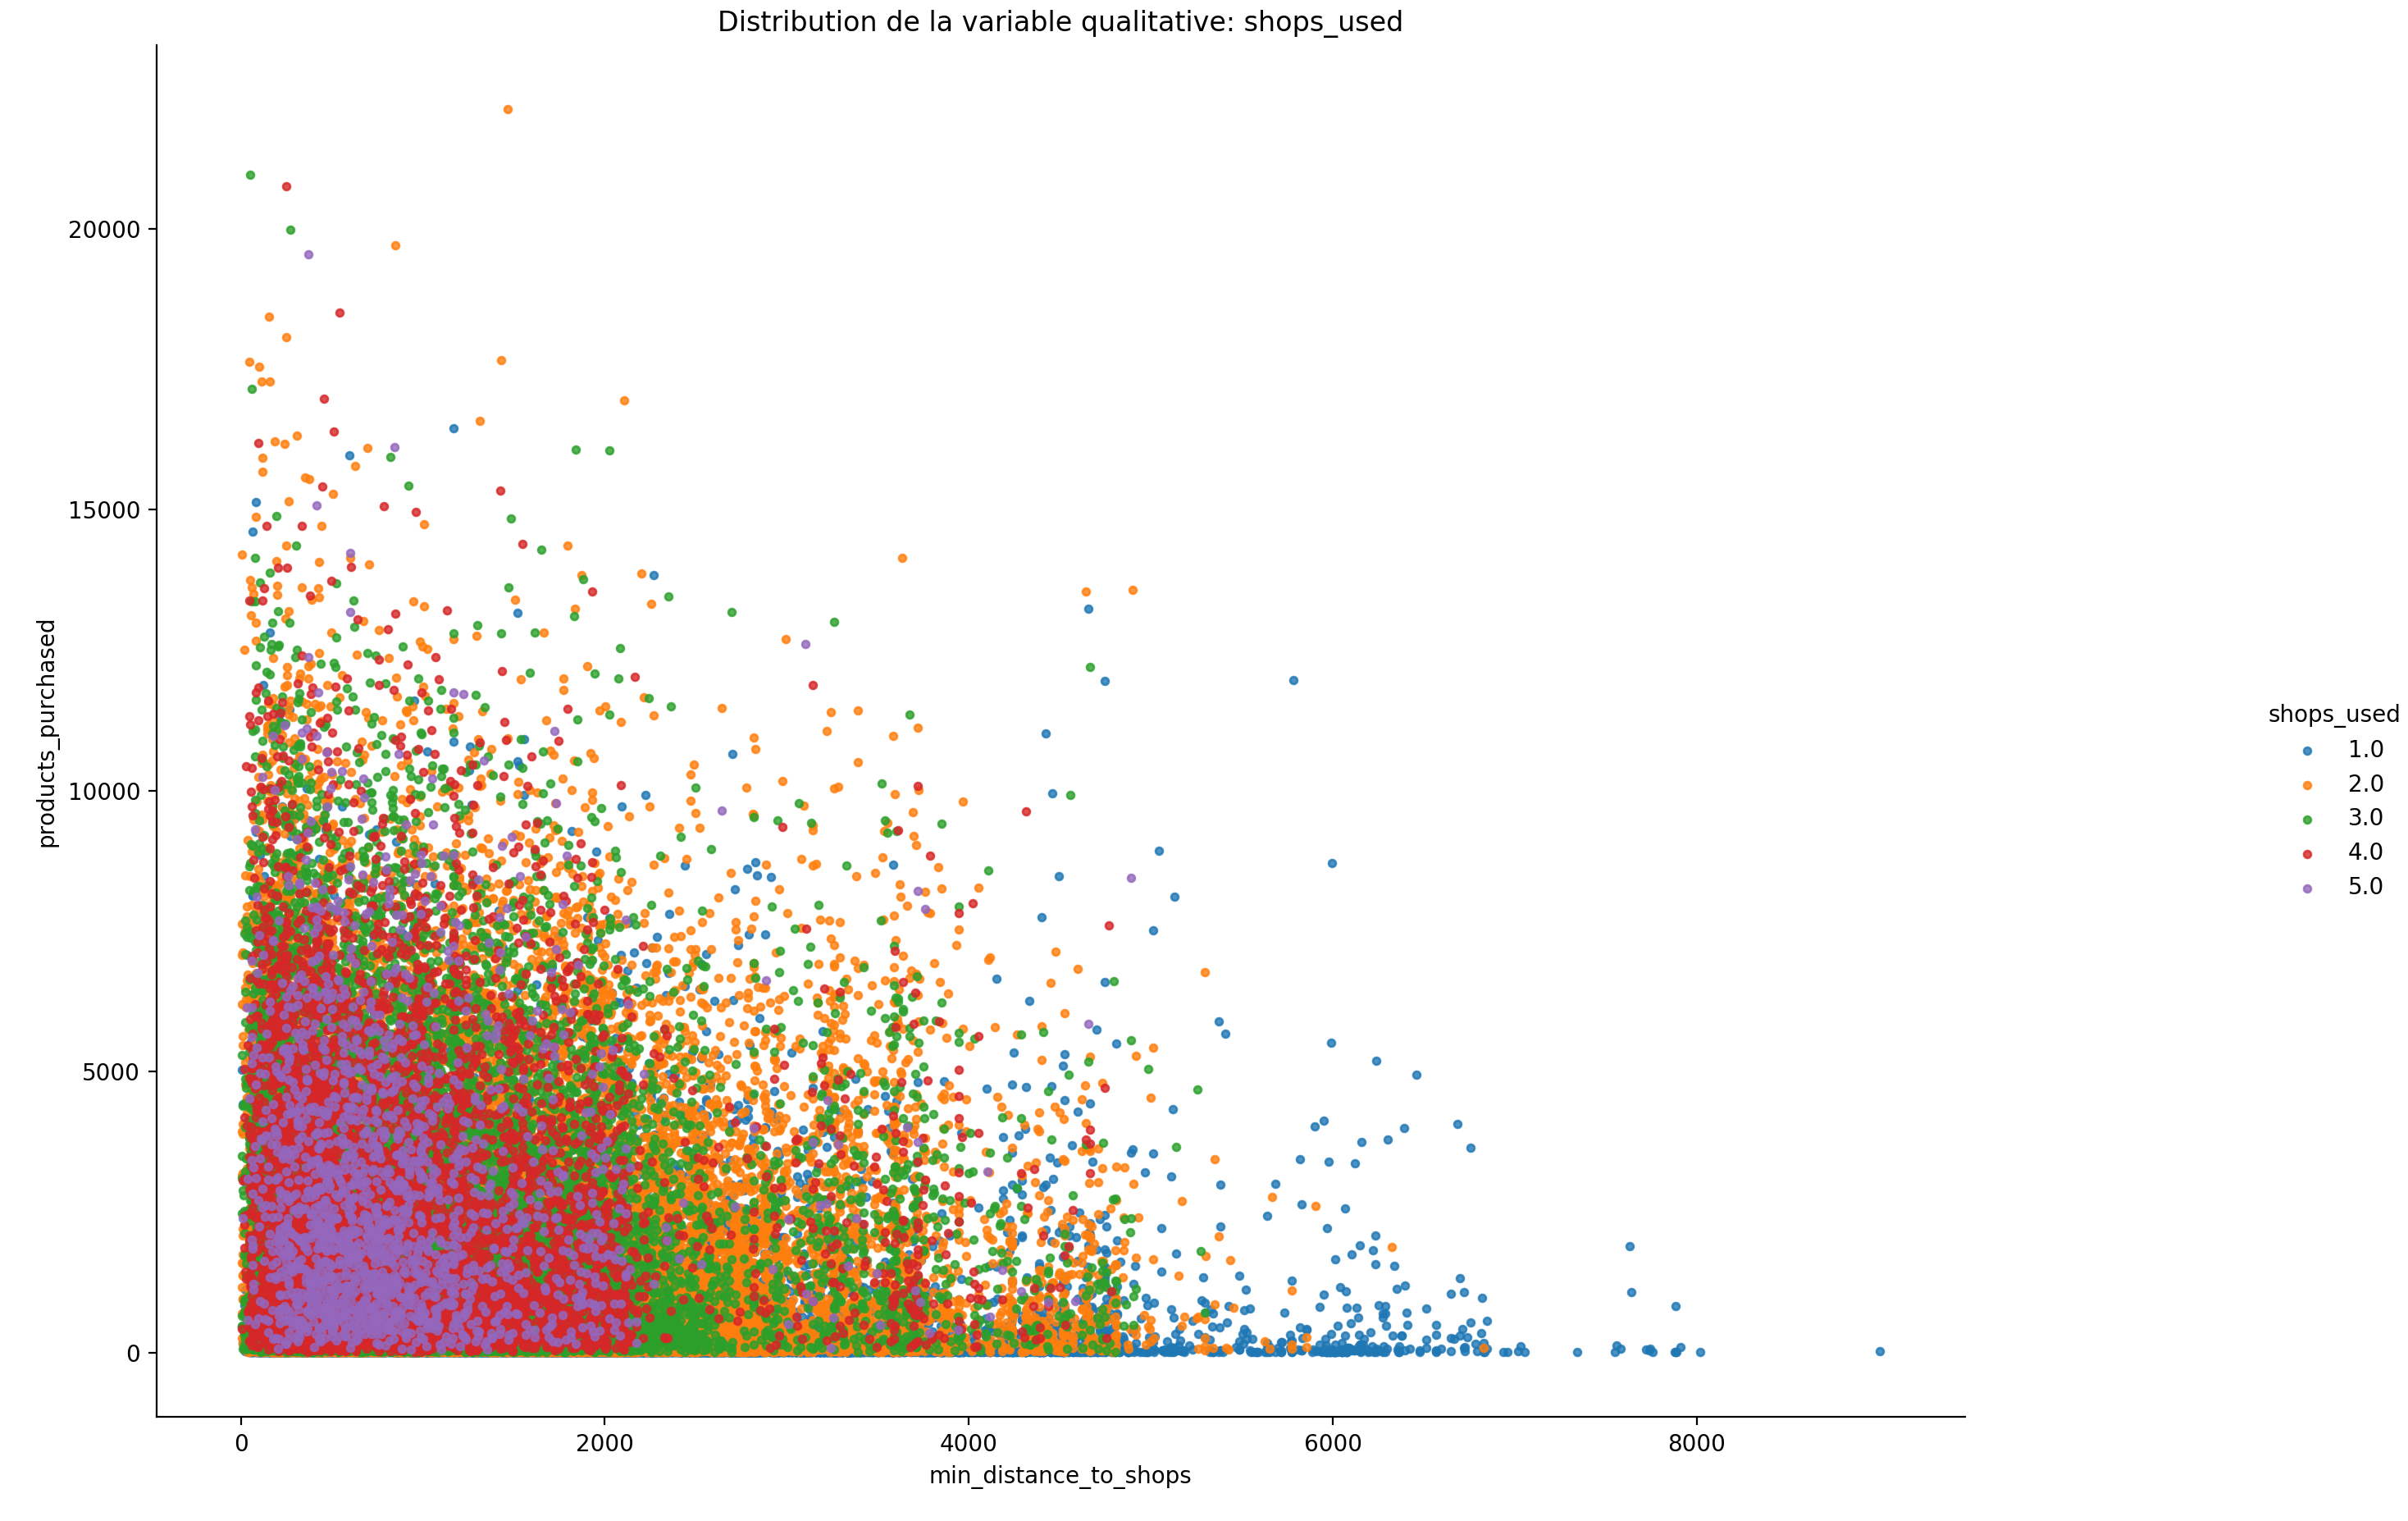 Distribution de la variable qualitative: shops_used
products_purchased
20000
15000
10000
5000
0
0 2000 4000 6000 8000
min_distance_to_shops
shops_used
1.0
2.0
3.0
4.0
5.0